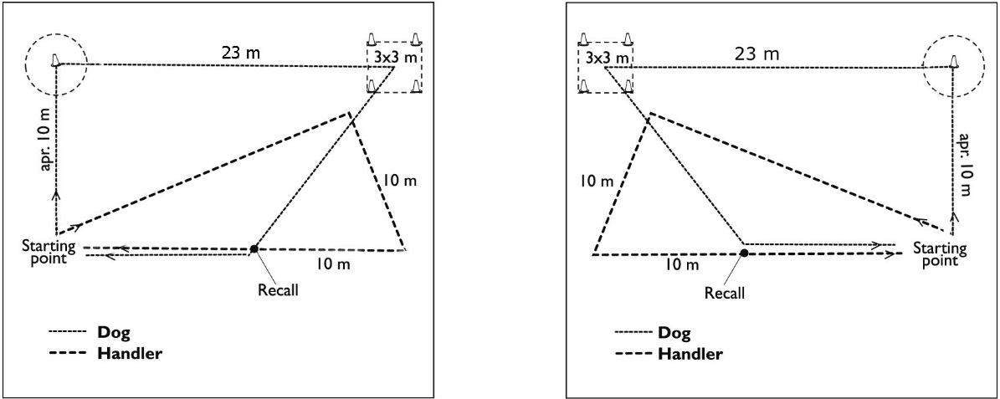 23 m
3x3 m
apr. 10 m
10 m
Starting
point
10 m
Recall
Dog
Handler
3x3 m
23 m
apr. 10 m
10 m
Starting
point
10 m
Recall
Dog
Handler